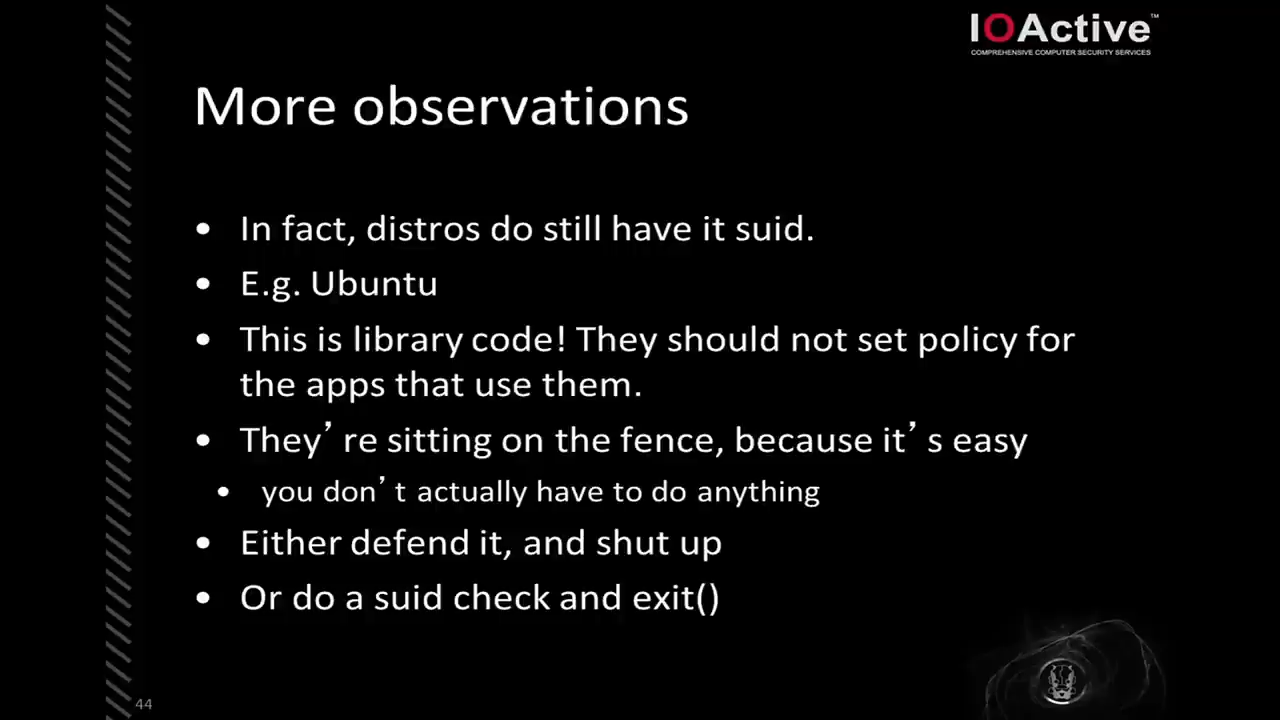 IOActive™
COMPREHENSIVE COMPUTER SECURITY SERVICES
More observations
• In fact, distros do still have it suid.
• E.g. Ubuntu
• This is library code! They should not set policy for
the apps that use them.
• They’re sitting on the fence, because it’s easy
• you don’t actually have to do anything
• Either defend it, and shut up
• Or do a suid check and exit()
44